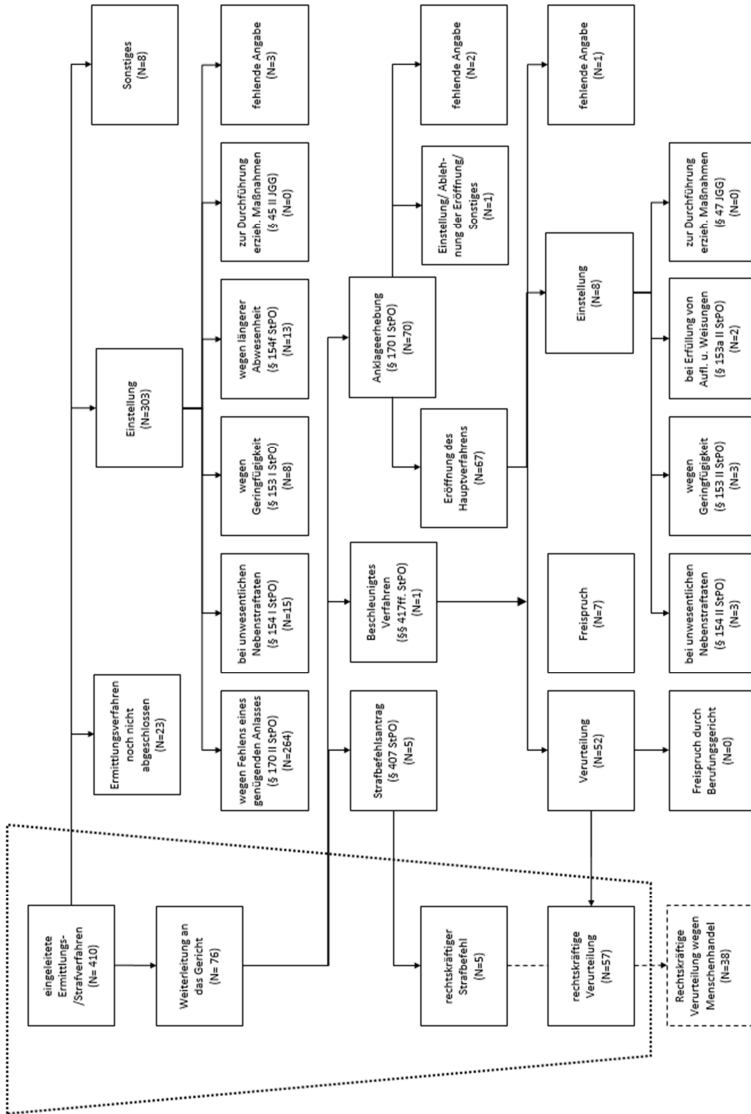 eingeleitete
Ermittlungs-
/Strafverfahren
(N= 410)
Ermittlungsverfahren
noch nicht
abgeschlossen
(N=23)
Einstellung
(N=303)
Sonstiges
(N=8)
Weiterleitung an
das Gericht
(N= 76)
wegen Fehlens eines
genügenden Anlasses
(§ 170 II StPO)
(N=264)
bei unwesentlichen
Nebenstraftaten
(§ 154 I StPO)
(N=15)
wegen
Geringfügigkeit
(§ 153 I StPO)
(N=8)
wegen längerer
Abwesenheit
(§ 154f StPO)
(N=13)
zur Durchführung
erzieh. Maßnahmen
(§ 45 II JGG)
(N=0)
fehlende Angabe
(N=3)
Strafbefehlsantrag
(§ 407 StPO)
(N=5)
Beschleunigtes
Verfahren
(§§ 417ff. StPO)
(N=1)
Anklageerhebung
(§ 170 I StPO)
(N=70)
rechtskräftiger
Strafbefehl
(N=5)
Eröffnung des
Hauptverfahrens
(N=67)
Einstellung/ Ableh-
nung der Eröffnung/
Sonstiges
(N=1)
fehlende Angabe
(N=2)
rechtskräftige
Verurteilung
(N=57)
Verurteilung
(N=52)
Freispruch
(N=7)
Einstellung
(N=8)
fehlende Angabe
(N=1)
Rechtskräftige
Verurteilung wegen
Menschenhandel
(N=38)
Freispruch durch
Berufungsgericht
(N=0)
bei unwesentlichen
Nebenstraftaten
(§ 154 II StPO)
(N=3)
wegen
Geringfügigkeit
(§ 153 II StPO)
(N=3)
bei Erfüllung von
Aufl. u. Weisungen
(§ 153a II StPO)
(N=2)
zur Durchführung
erzieh. Maßnahmen
(§ 47 JGG)
(N=0)